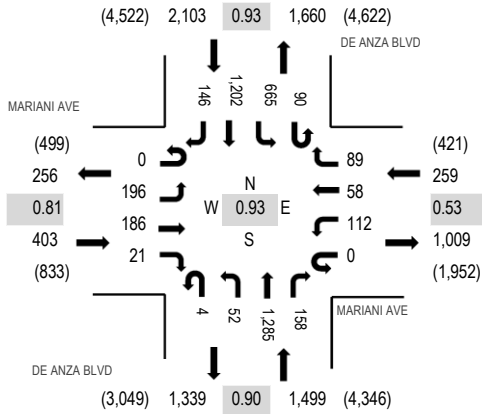 (4,522) 2,103 0.93 1,660 (4,622)
DE ANZA BLVD
146 1,202 665 90
MARIANI AVE
(499) (421)
0 89
256 259
196 N 58
0.81 W 0.93 E 0.53
186 S 112
403 1,009
21 0
(833) (1,952)
4 52 1,285 158
MARIANI AVE
DE ANZA BLVD
(3,049) 1,339 0.90 1,499 (4,346)